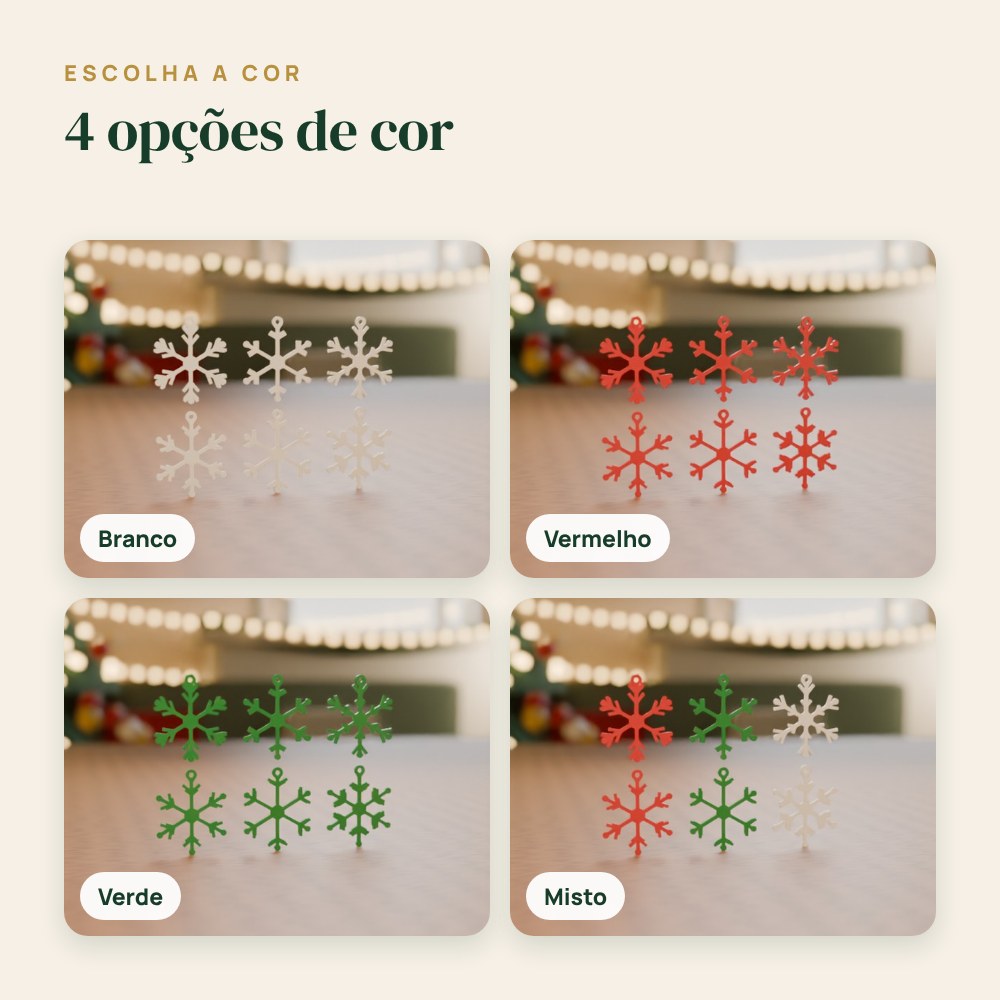 ESCOLHA A COR
4 opções de cor
Branco
Vermelho
Verde
Misto